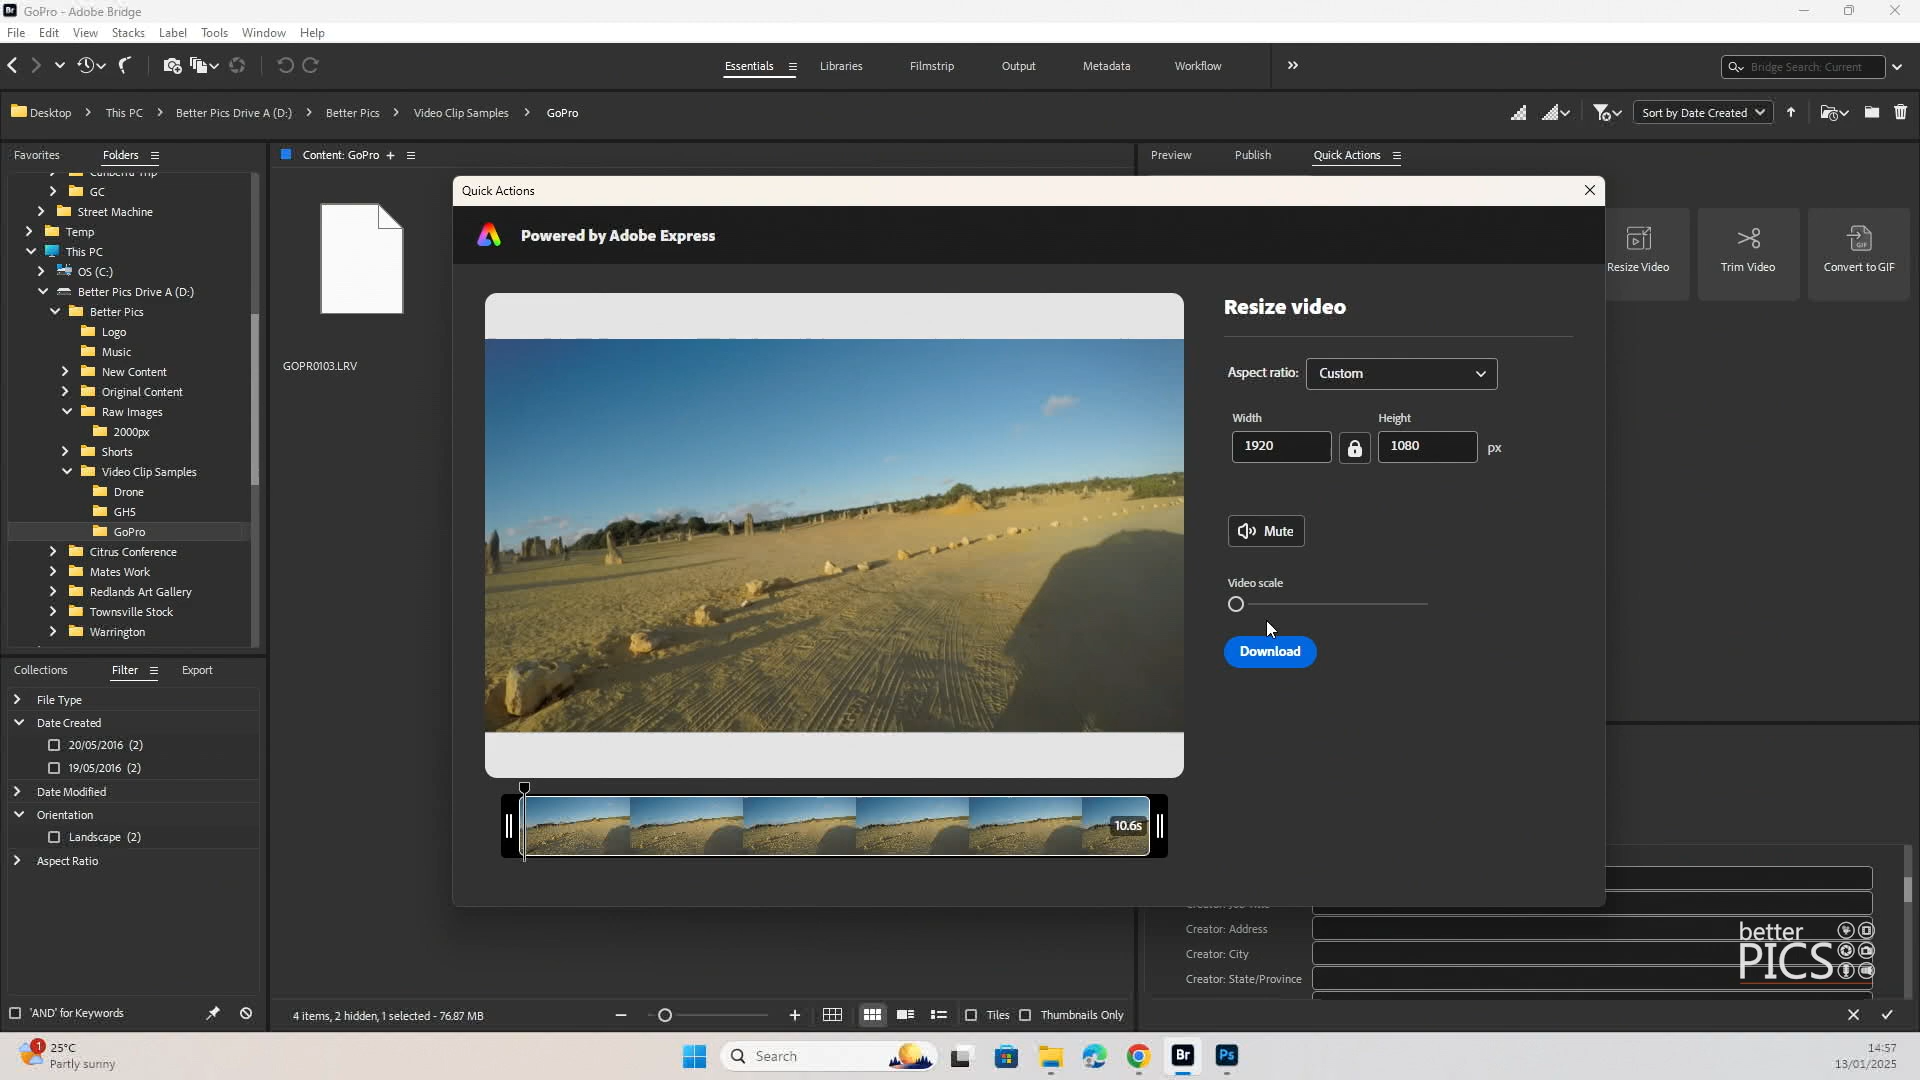 Br GoPro - Adobe Bridge
File Edit View Stacks Label Tools Window Help
Essentials Libraries Filmstrip Output Metadata Workflow
Bridge Search: Current
Desktop This PC Better Pics Drive A (D:) Better Pics Video Clip Samples GoPro
Sort by Date Created
Favorites Folders
Content: GoPro
Preview Publish Quick Actions
GC
Street Machine
Temp
This PC
OS (C:)
Better Pics Drive A (D:)
Better Pics
Logo
Music
New Content
Original Content
Raw Images
2000px
Shorts
Video Clip Samples
Drone
GH5
GoPro
Citrus Conference
Mates Work
Redlands Art Gallery
Townsville Stock
Warrington
GOPR0103.LRV
Quick Actions
Powered by Adobe Express
Resize video
Aspect ratio: Custom
Width Height
1920 1080 px
Mute
Video scale
Download
10.6s
Resize Video Trim Video Convert to GIF
GIF
Collections Filter Export
File Type
Date Created
20/05/2016 (2)
19/05/2016 (2)
Date Modified
Orientation
Landscape (2)
Aspect Ratio
'AND' for Keywords
4 items, 2 hidden, 1 selected - 76.87 MB
Tiles Thumbnails Only
Creator: Address
Creator: City
Creator: State/Province
better
PICS
1 25°C
Partly sunny
Search
Br Ps
14:57
13/01/2025